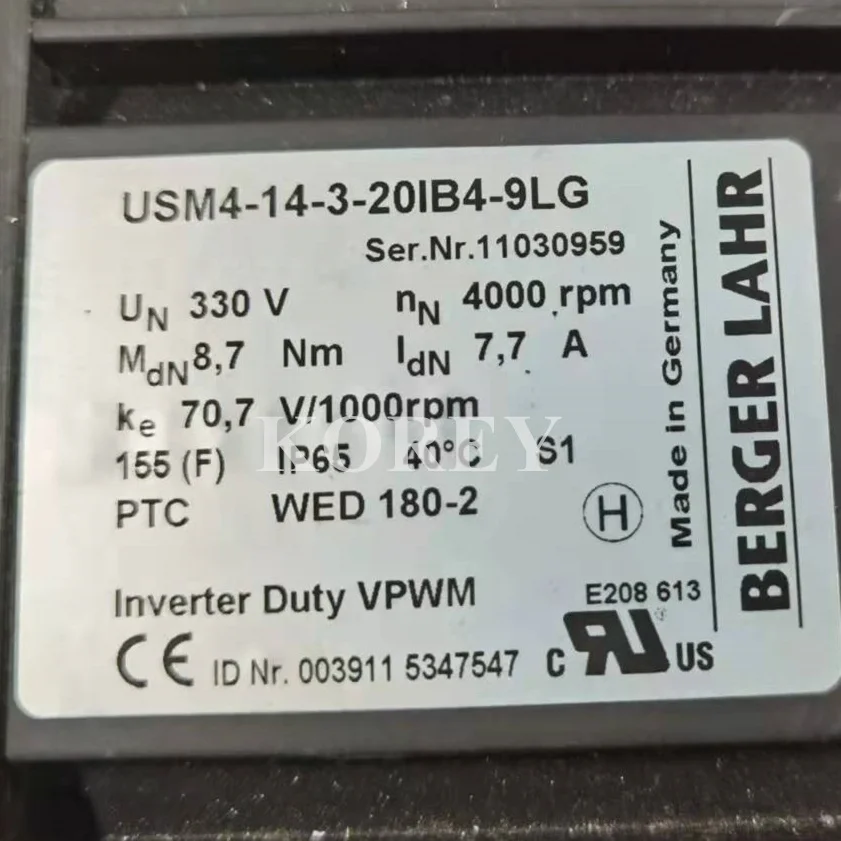 USM4-14-3-20IB4-9LG
Ser.Nr.11030959
UN 330 V nN 4000 rpm
MdN 8,7 Nm IdN 7,7 A
ke 70,7 V/1000rpm
155 (F) IP65 40°C S1
PTC WED 180-2
H
Inverter Duty VPWM
E208 613
CE ID Nr. 003911 5347547 C RU US
Made in Germany
BERGER LAHR
KOREY